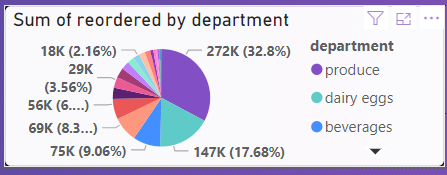 Sum of reordered by department
18K (2.16%)
29K
(3.56%)
56K (6....)
69K (8.3...)
75K (9.06%)
272K (32.8%)
147K (17.68%)
department
produce
dairy eggs
beverages